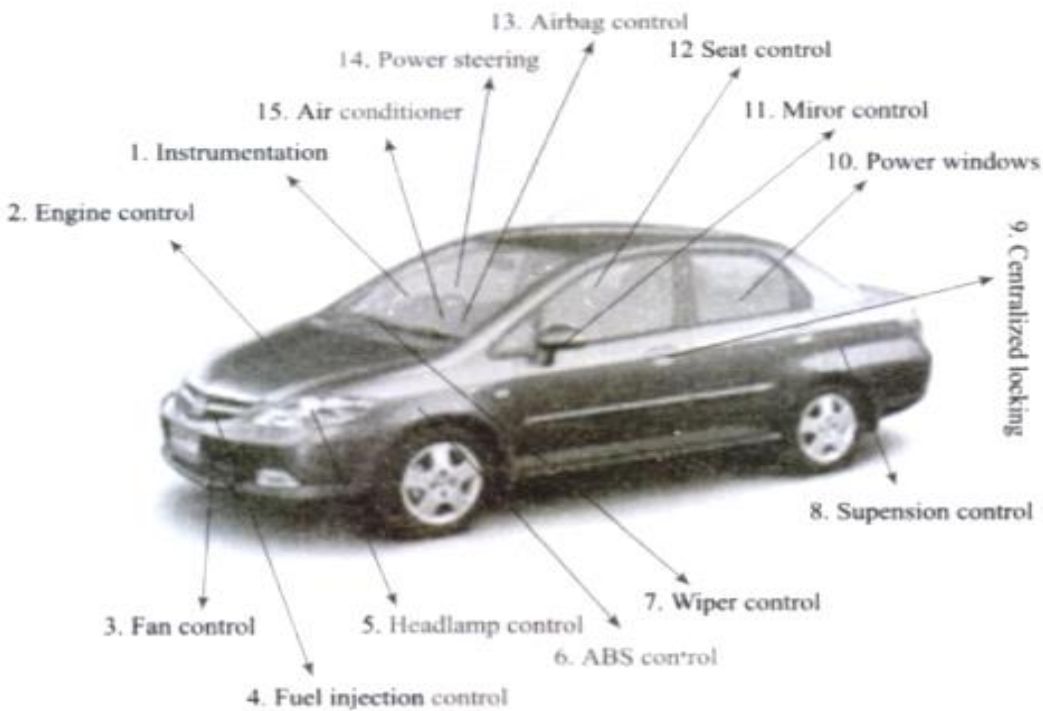 13. Airbag control
14. Power steering
12 Seat control
15. Air conditioner
11. Miror control
1. Instrumentation
10. Power windows
2. Engine control
9. Centralized locking
8. Supension control
7. Wiper control
3. Fan control
5. Headlamp control
6. ABS control
4. Fuel injection control